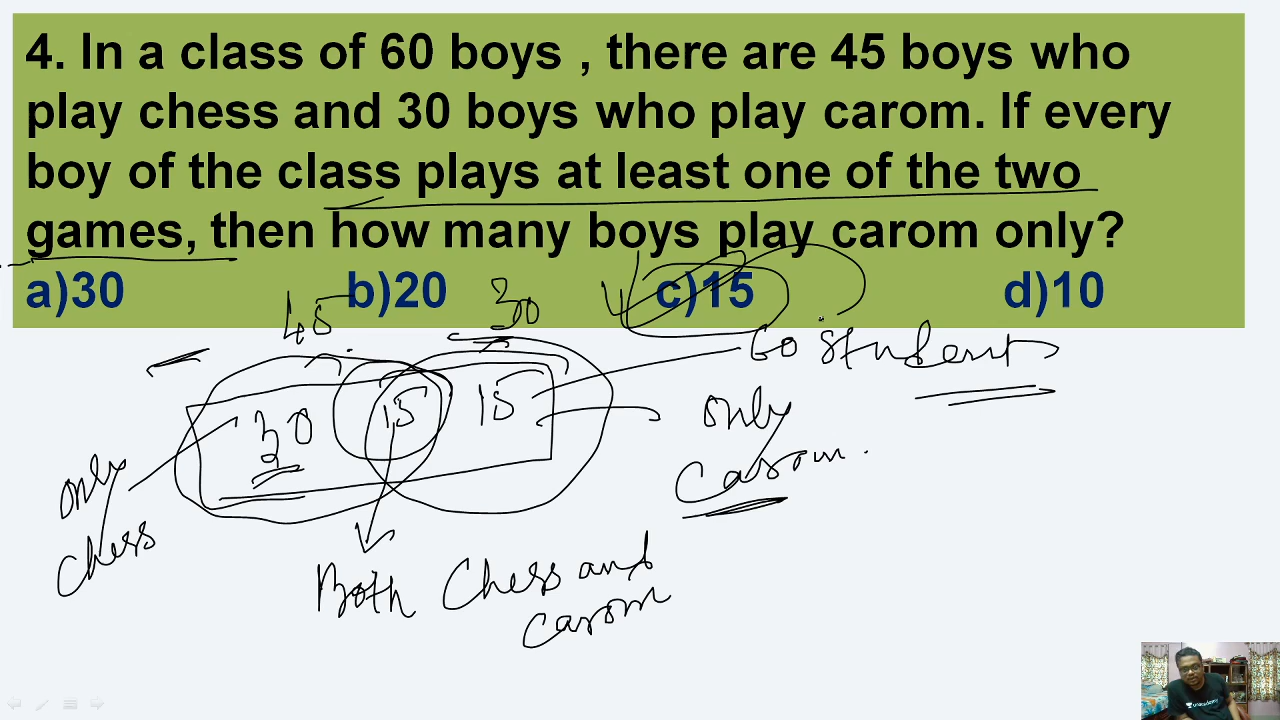 4. In a class of 60 boys , there are 45 boys who
play chess and 30 boys who play carom. If every
boy of the class plays at least one of the two
games, then how many boys play carom only?
a)30 b)20 c)15 d)10
45 30
60 students
30 15 15
only
carom.
only
chess
Both Chess and
carom